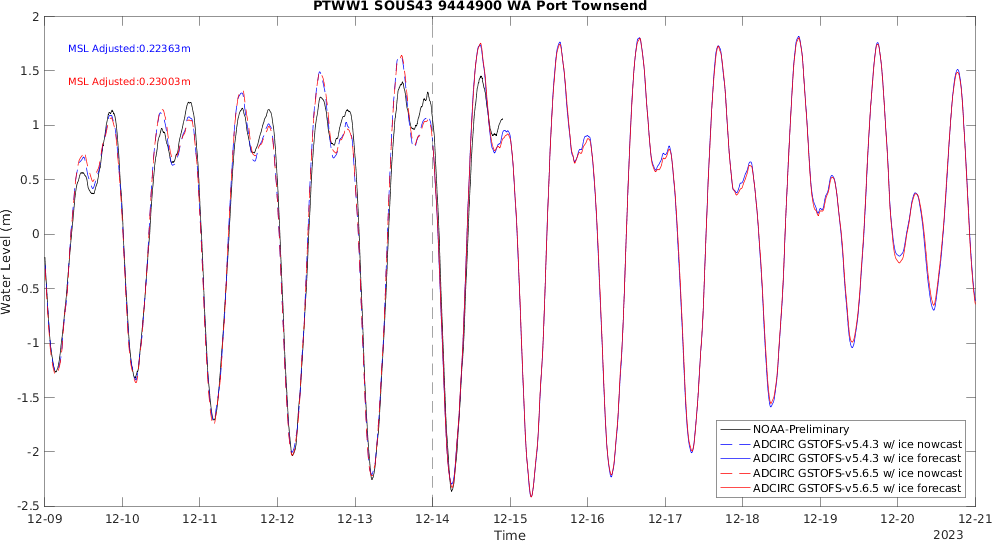 PTWW1 SOUS43 9444900 WA Port Townsend
MSL Adjusted:0.22363m
MSL Adjusted:0.23003m
Water Level (m)
2
1.5
1
0.5
0
-0.5
-1
-1.5
-2
-2.5
NOAA-Preliminary
ADCIRC GSTOFS-v5.4.3 w/ ice nowcast
ADCIRC GSTOFS-v5.4.3 w/ ice forecast
ADCIRC GSTOFS-v5.6.5 w/ ice nowcast
ADCIRC GSTOFS-v5.6.5 w/ ice forecast
12-09 12-10 12-11 12-12 12-13 12-14 12-15 12-16 12-17 12-18 12-19 12-20 12-21
Time
2023